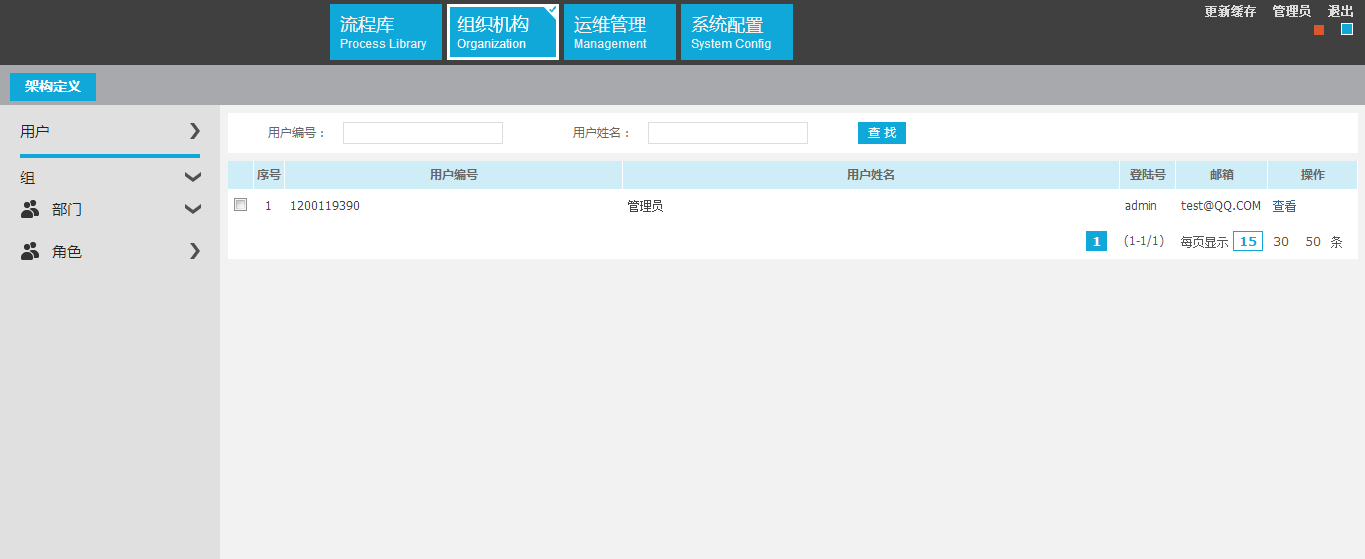 流程库
Process Library
组织机构
Organization
运维管理
Management
系统配置
System Config
更新缓存 管理员 退出
架构定义
用户
组
部门
角色
用户编号： 用户姓名： 查 找
序号 用户编号 用户姓名 登陆号 邮箱 操作
1 1200119390 管理员 admin test@QQ.COM 查看
1 (1-1/1) 每页显示 15 30 50 条